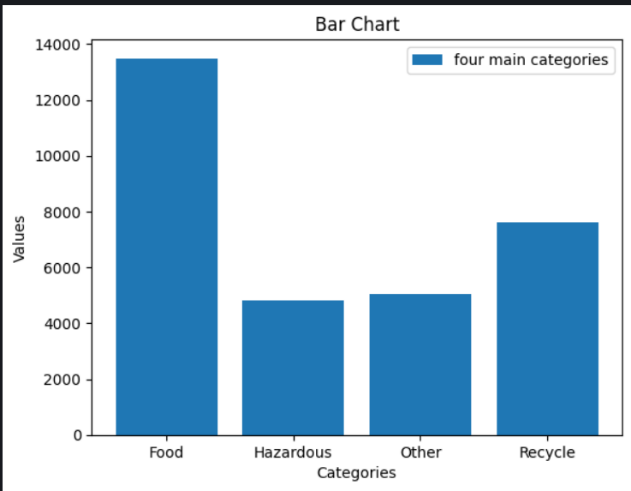 Bar Chart
four main categories
14000
12000
10000
8000
6000
4000
2000
0
Values
Food Hazardous Other Recycle
Categories